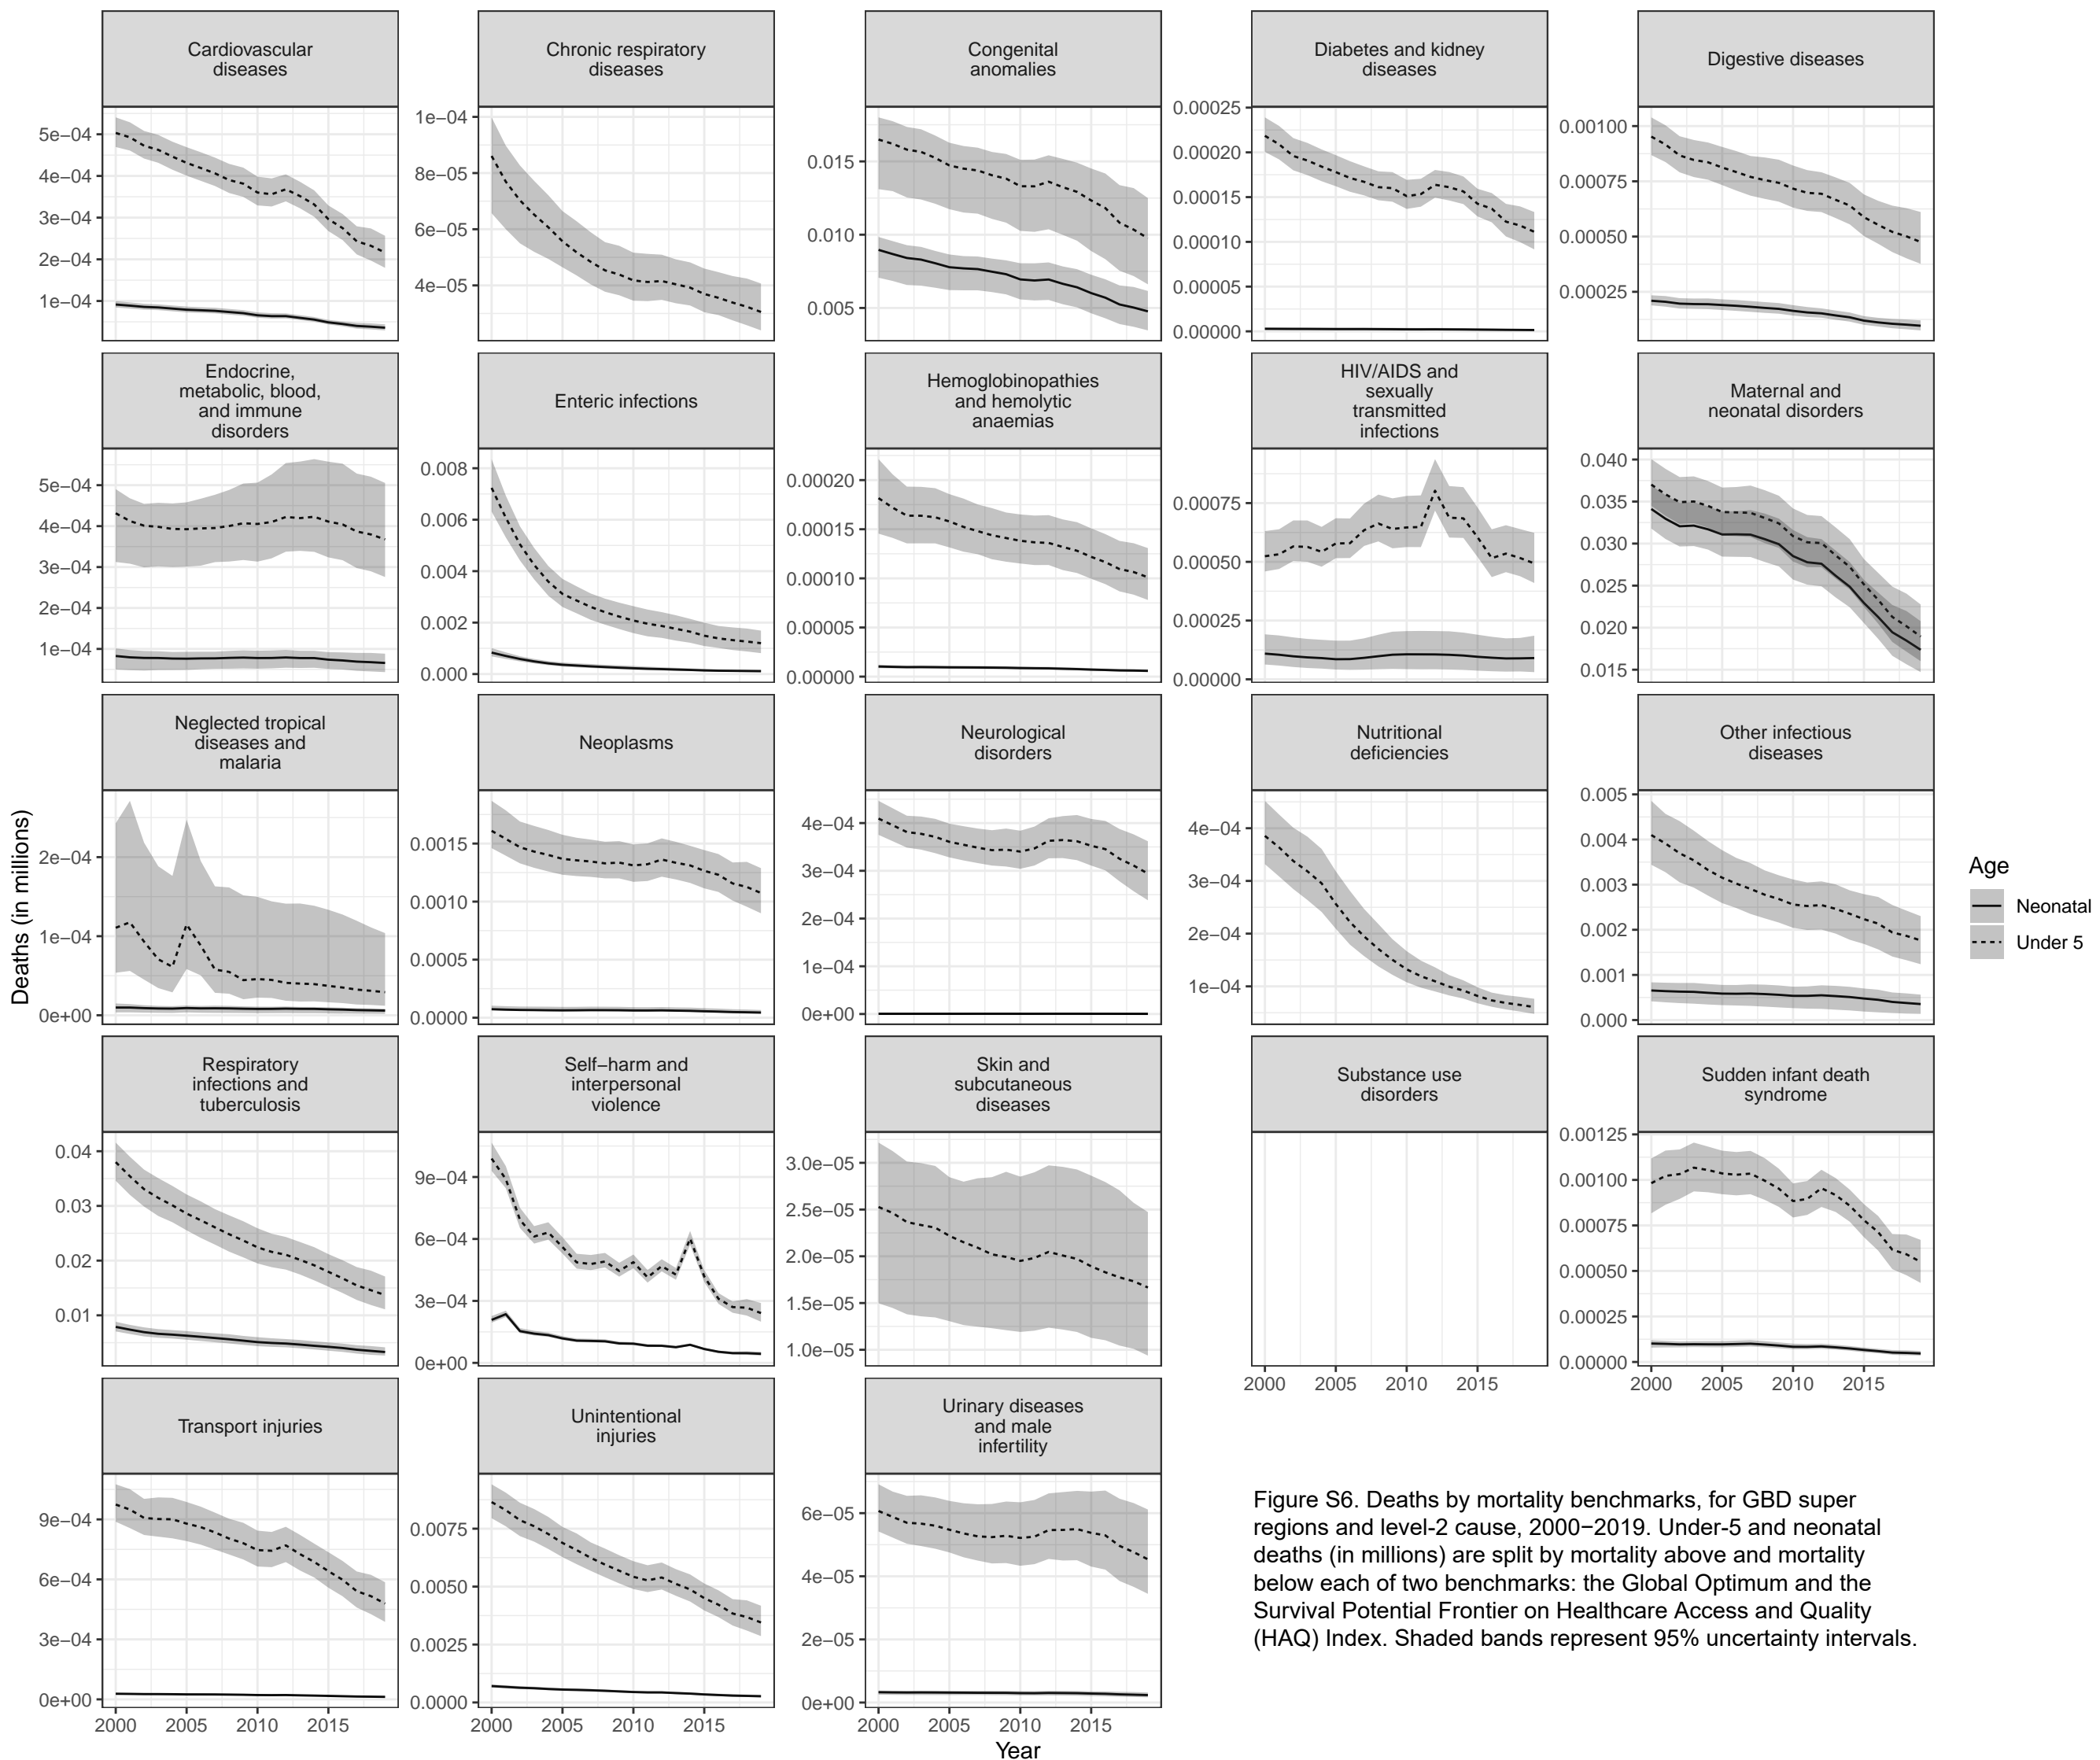 Cardiovascular
diseases
Chronic respiratory
diseases
Congenital
anomalies
Diabetes and kidney
diseases
Digestive diseases
5e−04
4e−04
3e−04
2e−04
1e−04
1e−04
8e−05
6e−05
4e−05
0.015
0.010
0.005
0.00025
0.00020
0.00015
0.00010
0.00005
0.00000
0.00100
0.00075
0.00050
0.00025
Endocrine,
metabolic, blood,
and immune
disorders
Enteric infections
Hemoglobinopathies
and hemolytic
anaemias
HIV/AIDS and
sexually
transmitted
infections
Maternal and
neonatal disorders
5e−04
4e−04
3e−04
2e−04
1e−04
0.008
0.006
0.004
0.002
0.000
0.00020
0.00015
0.00010
0.00005
0.00000
0.00075
0.00050
0.00025
0.00000
0.040
0.035
0.030
0.025
0.020
0.015
Neglected tropical
diseases and
malaria
Neoplasms
Neurological
disorders
Nutritional
deficiencies
Other infectious
diseases
2e−04
1e−04
0e+00
0.0015
0.0010
0.0005
0.0000
4e−04
3e−04
2e−04
1e−04
0e+00
4e−04
3e−04
2e−04
1e−04
0.005
0.004
0.003
0.002
0.001
0.000
Respiratory
infections and
tuberculosis
Self−harm and
interpersonal
violence
Skin and
subcutaneous
diseases
Substance use
disorders
Sudden infant death
syndrome
0.04
0.03
0.02
0.01
9e−04
6e−04
3e−04
0e+00
3.0e−05
2.5e−05
2.0e−05
1.5e−05
1.0e−05
2000 2005 2010 2015
0.00125
0.00100
0.00075
0.00050
0.00025
0.00000
2000 2005 2010 2015
Transport injuries
Unintentional
injuries
Urinary diseases
and male
infertility
9e−04
6e−04
3e−04
0e+00
2000 2005 2010 2015
0.0075
0.0050
0.0025
0.0000
2000 2005 2010 2015
6e−05
4e−05
2e−05
0e+00
2000 2005 2010 2015
Year
Deaths (in millions)
Age
Neonatal
Under 5
Figure S6. Deaths by mortality benchmarks, for GBD super
regions and level-2 cause, 2000−2019. Under-5 and neonatal
deaths (in millions) are split by mortality above and mortality
below each of two benchmarks: the Global Optimum and the
Survival Potential Frontier on Healthcare Access and Quality
(HAQ) Index. Shaded bands represent 95% uncertainty intervals.